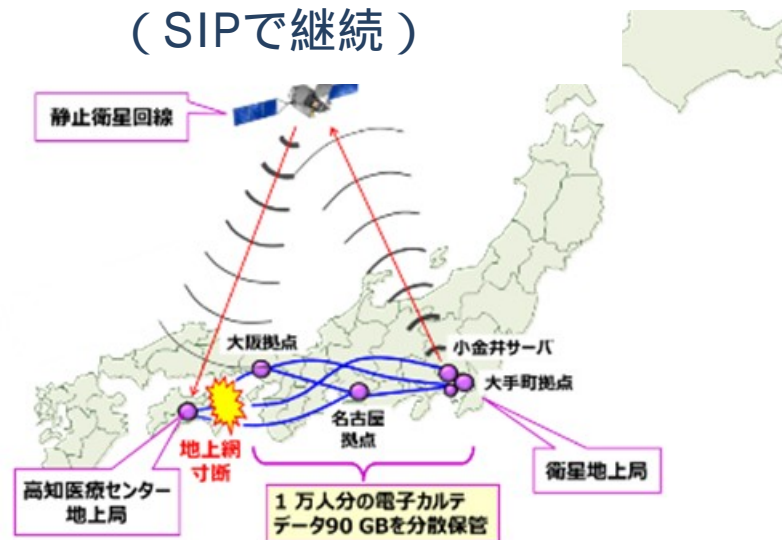 （SIPで継続）
静止衛星回線
大阪拠点
小金井サーバ
大手町拠点
名古屋
拠点
地上網
寸断
高知医療センター
地上局
衛星地上局
1 万人分の電子カルテ
データ90 GBを分散保管